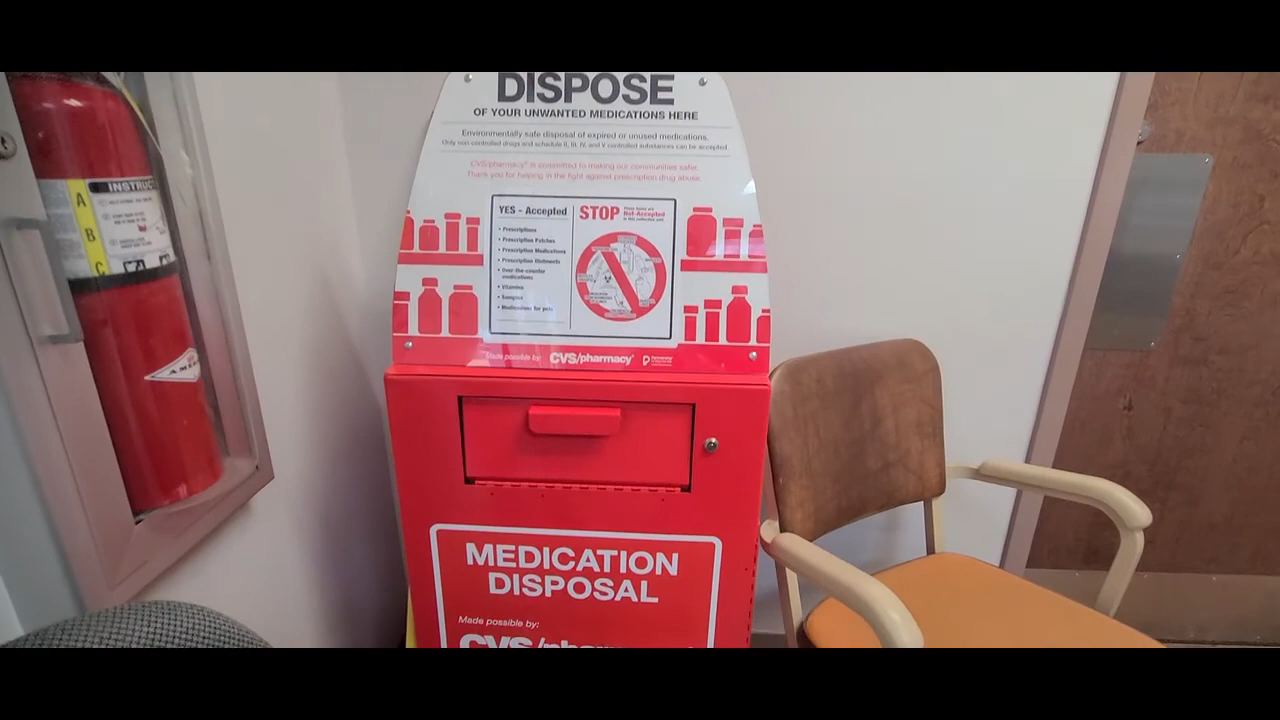 DISPOSE
OF YOUR UNWANTED MEDICATIONS HERE
Environmentally safe disposal of expired or unused medications.
Only non controlled drugs and schedule II, III, IV, and V controlled substances can be accepted.
CVS/pharmacy® is committed to making our communities safer.
Thank you for helping in the fight against prescription drug abuse.
YES - Accepted
• Prescriptions
• Prescription Patches
• Prescription Medications
• Prescription Ointments
• Over-the-counter
medications
• Vitamins
• Samples
• Medications for pets
STOP
Not Accepted
Made possible by:
CVS/pharmacy®
MEDICATION
DISPOSAL
Made possible by:
CVS/pharmacy
INSTRUCT
A
B
C